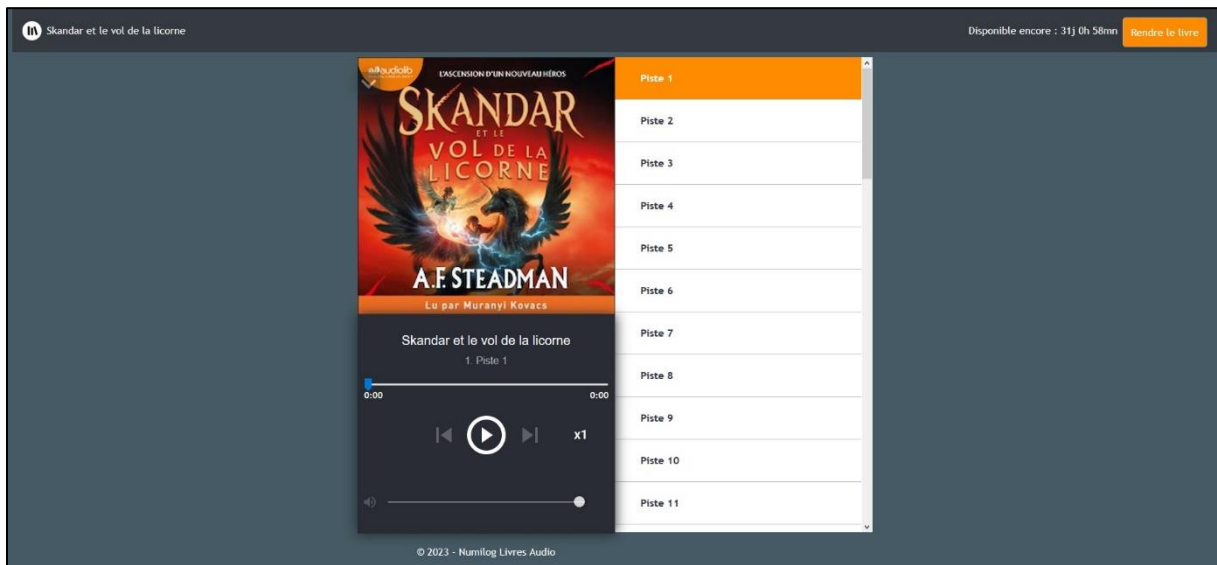 Skandar et le vol de la licorne
Disponible encore : 31j 0h 58mn
Rendre le livre
audiolib
L'ASCENSION D'UN NOUVEAU HÉROS
SKANDAR
ET LE
VOL DE LA
LICORNE
A.F. STEADMAN
Lu par Muranyi Kovacs
Skandar et le vol de la licorne
1. Piste 1
0:00
0:00
x1
Piste 1
Piste 2
Piste 3
Piste 4
Piste 5
Piste 6
Piste 7
Piste 8
Piste 9
Piste 10
Piste 11
© 2023 - Numilog Livres Audio